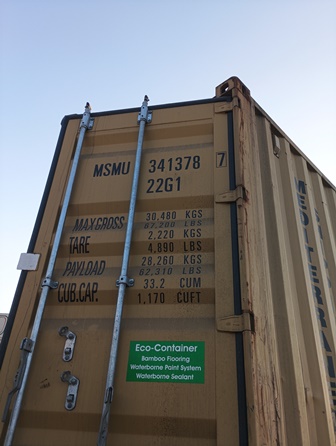 MSMU 341378 7
22G1
MAX GROSS 30,480 KGS
67,200 LBS
TARE 2,220 KGS
4,890 LBS
PAYLOAD 28,260 KGS
62,310 LBS
CUB.CAP. 33.2 CUM
1,170 CUFT
Eco-Container
Bamboo Flooring
Waterborne Paint System
Waterborne Sealant
MEDITERRANE